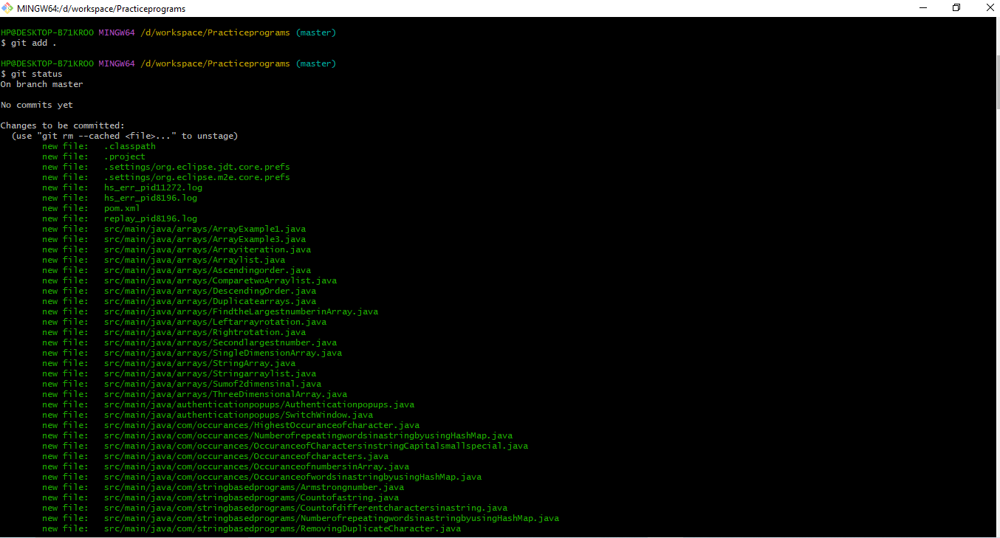 MINGW64:/d/workspace/Practiceprograms
HP@DESKTOP-B71KROO MINGW64 /d/workspace/Practiceprograms (master)
$ git add .
HP@DESKTOP-B71KROO MINGW64 /d/workspace/Practiceprograms (master)
$ git status
On branch master
No commits yet
Changes to be committed:
(use "git rm --cached <file>..." to unstage)
new file: .classpath
new file: .project
new file: .settings/org.eclipse.jdt.core.prefs
new file: .settings/org.eclipse.m2e.core.prefs
new file: hs_err_pid11272.log
new file: hs_err_pid8196.log
new file: pom.xml
new file: replay_pid8196.log
new file: src/main/java/arrays/ArrayExample1.java
new file: src/main/java/arrays/ArrayExample3.java
new file: src/main/java/arrays/Arrayiteration.java
new file: src/main/java/arrays/Arraylist.java
new file: src/main/java/arrays/Ascendingorder.java
new file: src/main/java/arrays/ComparetwoArraylist.java
new file: src/main/java/arrays/DescendingOrder.java
new file: src/main/java/arrays/Duplicatearrays.java
new file: src/main/java/arrays/FindtheLargestnumberinArray.java
new file: src/main/java/arrays/Leftarrayrotation.java
new file: src/main/java/arrays/Rightrotation.java
new file: src/main/java/arrays/Secondlargestnumber.java
new file: src/main/java/arrays/SingleDimensionArray.java
new file: src/main/java/arrays/StringArray.java
new file: src/main/java/arrays/Stringarraylist.java
new file: src/main/java/arrays/Sumof2dimensinal.java
new file: src/main/java/arrays/ThreeDimensionalArray.java
new file: src/main/java/authenticationpopups/Authenticationpopups.java
new file: src/main/java/authenticationpopups/SwitchWindow.java
new file: src/main/java/com/occurances/HighestOccuranceofcharacter.java
new file: src/main/java/com/occurances/NumberofrepeatingwordsinastringbyusingHashMap.java
new file: src/main/java/com/occurances/OccuranceofCharactersinstringCapitalsmallspecial.java
new file: src/main/java/com/occurances/Occuranceofcharacters.java
new file: src/main/java/com/occurances/OccuranceofnumbersinArray.java
new file: src/main/java/com/occurances/OccuranceofwordsinastringbyusingHashMap.java
new file: src/main/java/com/stringbasedprograms/Armstrongnumber.java
new file: src/main/java/com/stringbasedprograms/Countofastring.java
new file: src/main/java/com/stringbasedprograms/Countofdifferentcharactersinastring.java
new file: src/main/java/com/stringbasedprograms/NumberofrepeatingwordsinastringbyusingHashMap.java
new file: src/main/java/com/stringbasedprograms/RemovingDuplicateCharacter.java